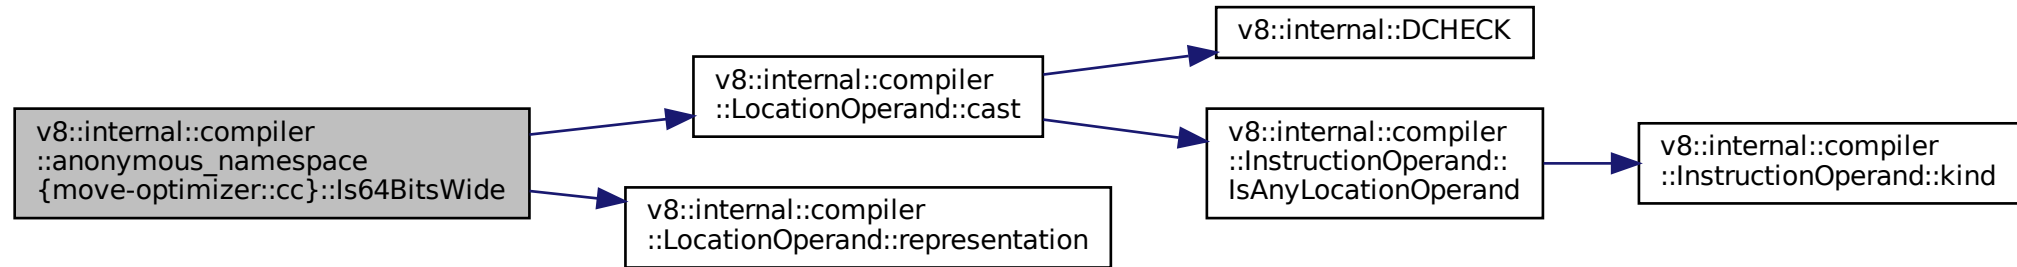 v8::internal::compiler
::anonymous_namespace
{move-optimizer::cc}::Is64BitsWide
v8::internal::compiler
::LocationOperand::cast
v8::internal::compiler
::LocationOperand::representation
v8::internal::DCHECK
v8::internal::compiler
::InstructionOperand::
IsAnyLocationOperand
v8::internal::compiler
::InstructionOperand::kind